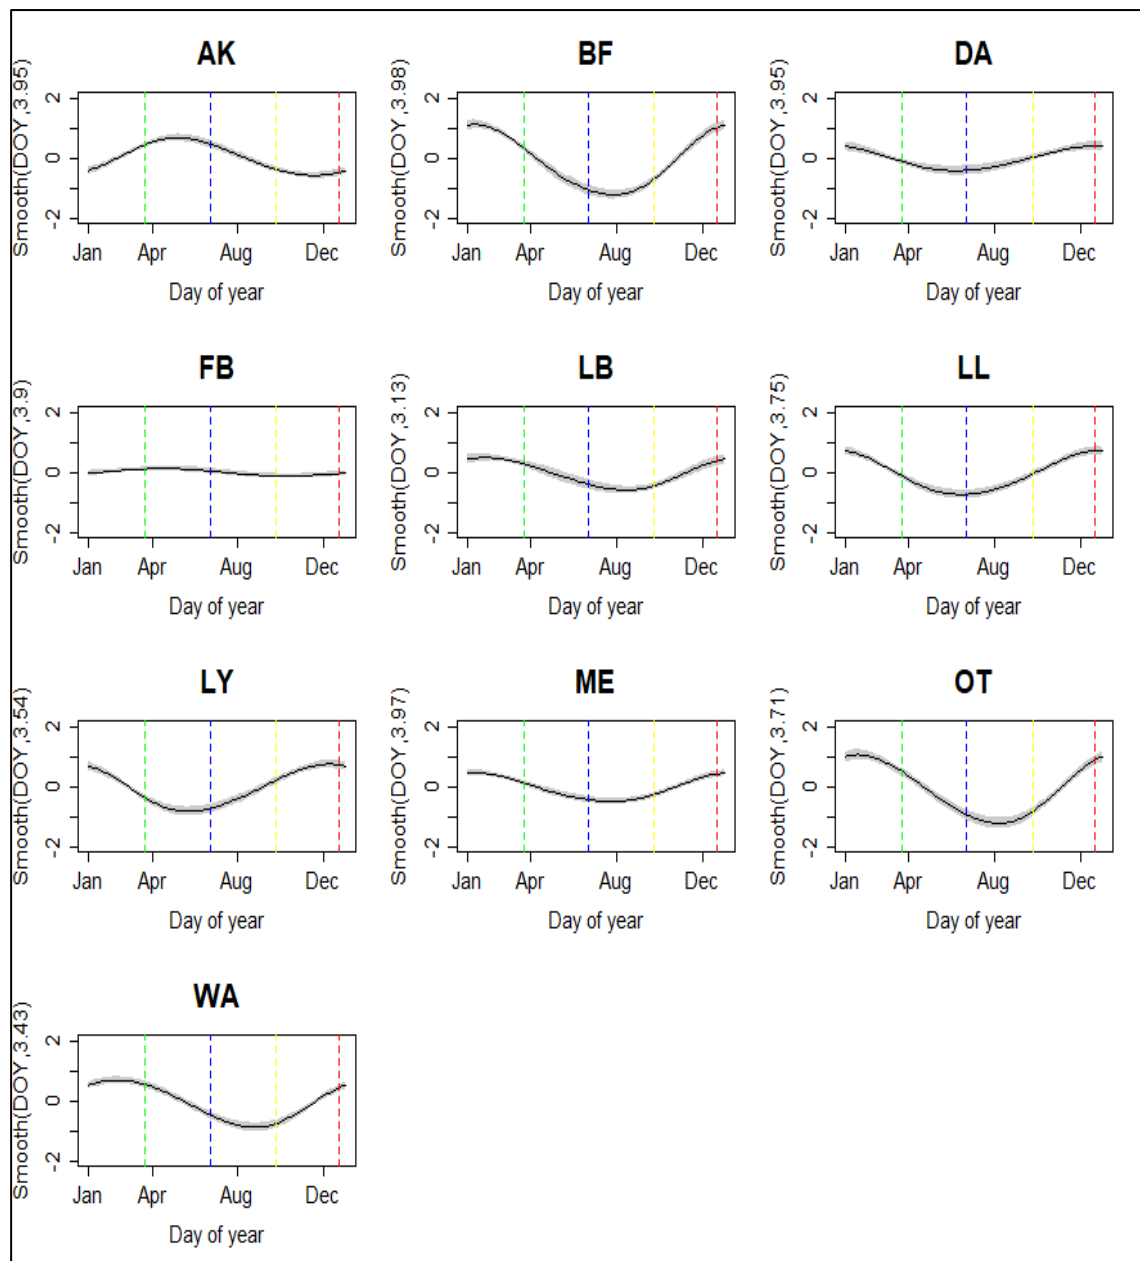 AK
BF
DA
Smooth(DOY,3.95)
2
0
-2
Jan Apr Aug Dec
Day of year
Smooth(DOY,3.98)
2
0
-2
Jan Apr Aug Dec
Day of year
Smooth(DOY,3.95)
2
0
-2
Jan Apr Aug Dec
Day of year
FB
LB
LL
Smooth(DOY,3.9)
2
0
-2
Jan Apr Aug Dec
Day of year
Smooth(DOY,3.13)
2
0
-2
Jan Apr Aug Dec
Day of year
Smooth(DOY,3.75)
2
0
-2
Jan Apr Aug Dec
Day of year
LY
ME
OT
Smooth(DOY,3.54)
2
0
-2
Jan Apr Aug Dec
Day of year
Smooth(DOY,3.97)
2
0
-2
Jan Apr Aug Dec
Day of year
Smooth(DOY,3.71)
2
0
-2
Jan Apr Aug Dec
Day of year
WA
Smooth(DOY,3.43)
2
0
-2
Jan Apr Aug Dec
Day of year